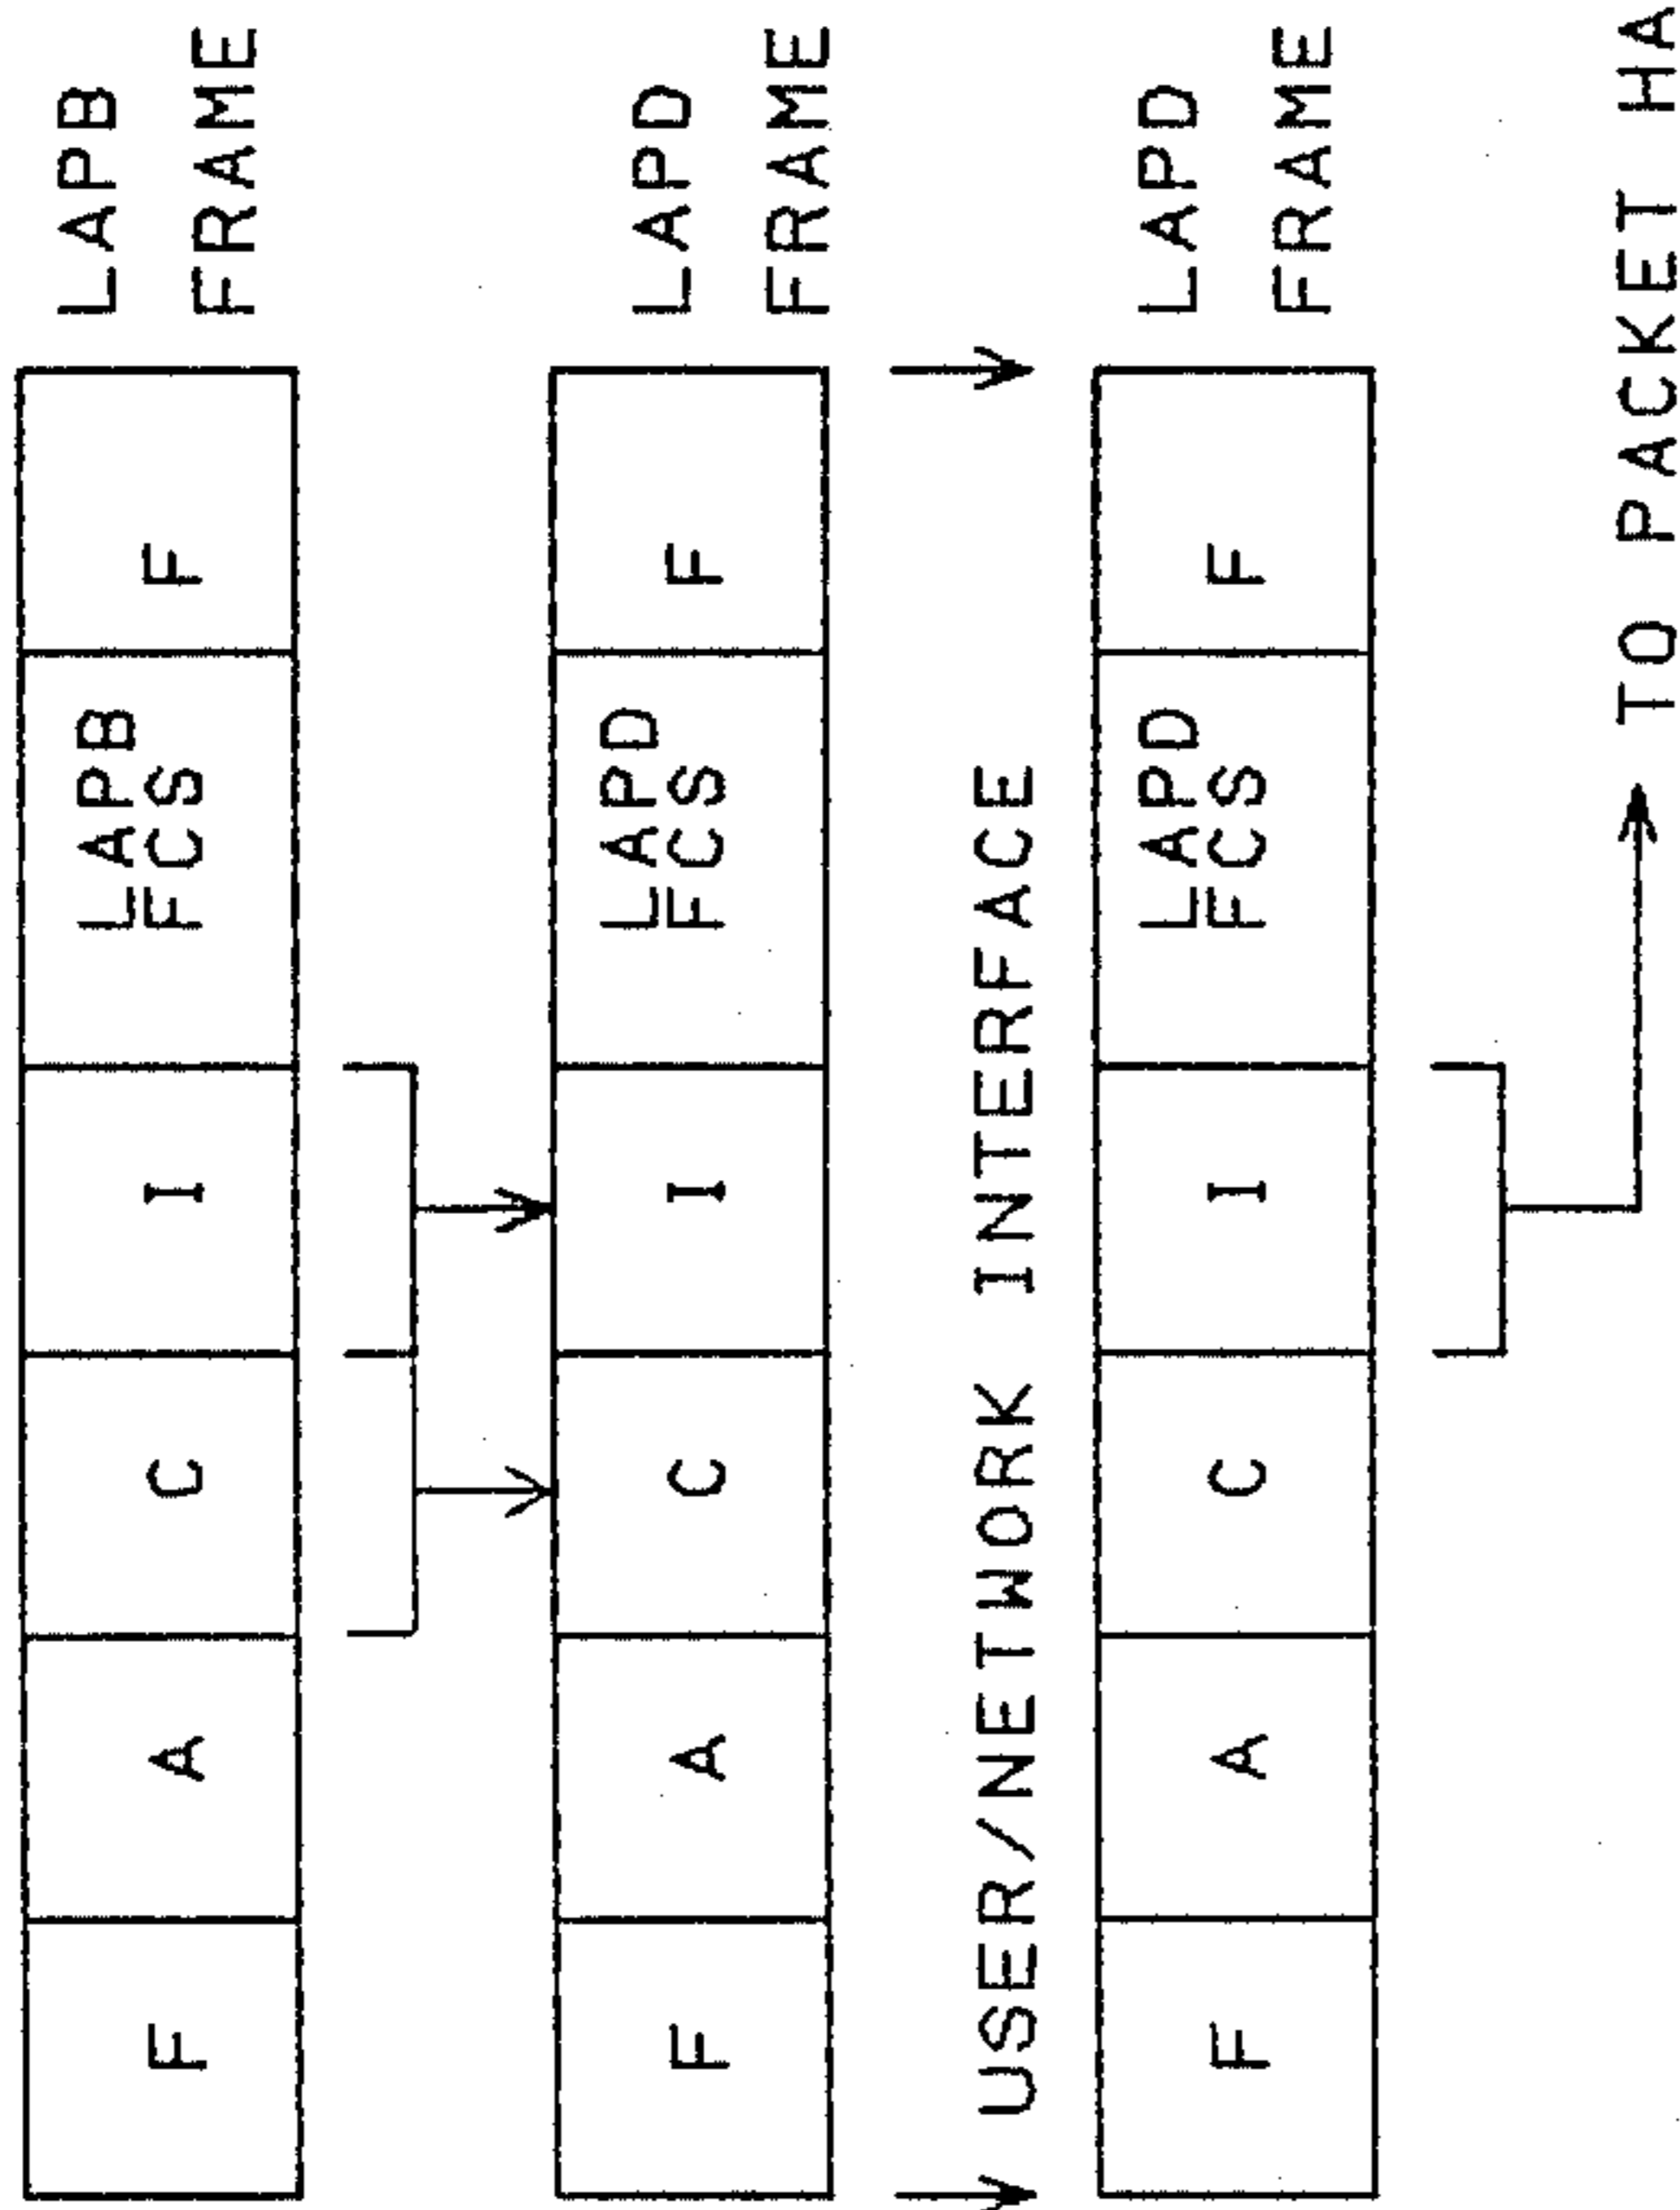 F A C I LAPB FCS F LAPB FRAME
F A C I LAPD FCS F LAPD FRAME
USER/NETWORK INTERFACE
F A C I LAPD FCS F LAPD FRAME
TO PACKET HA